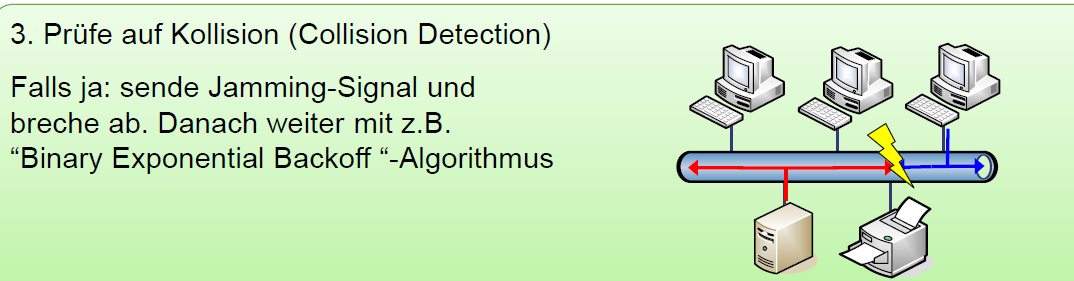 3. Prüfe auf Kollision (Collision Detection)
Falls ja: sende Jamming-Signal und
breche ab. Danach weiter mit z.B.
“Binary Exponential Backoff “-Algorithmus